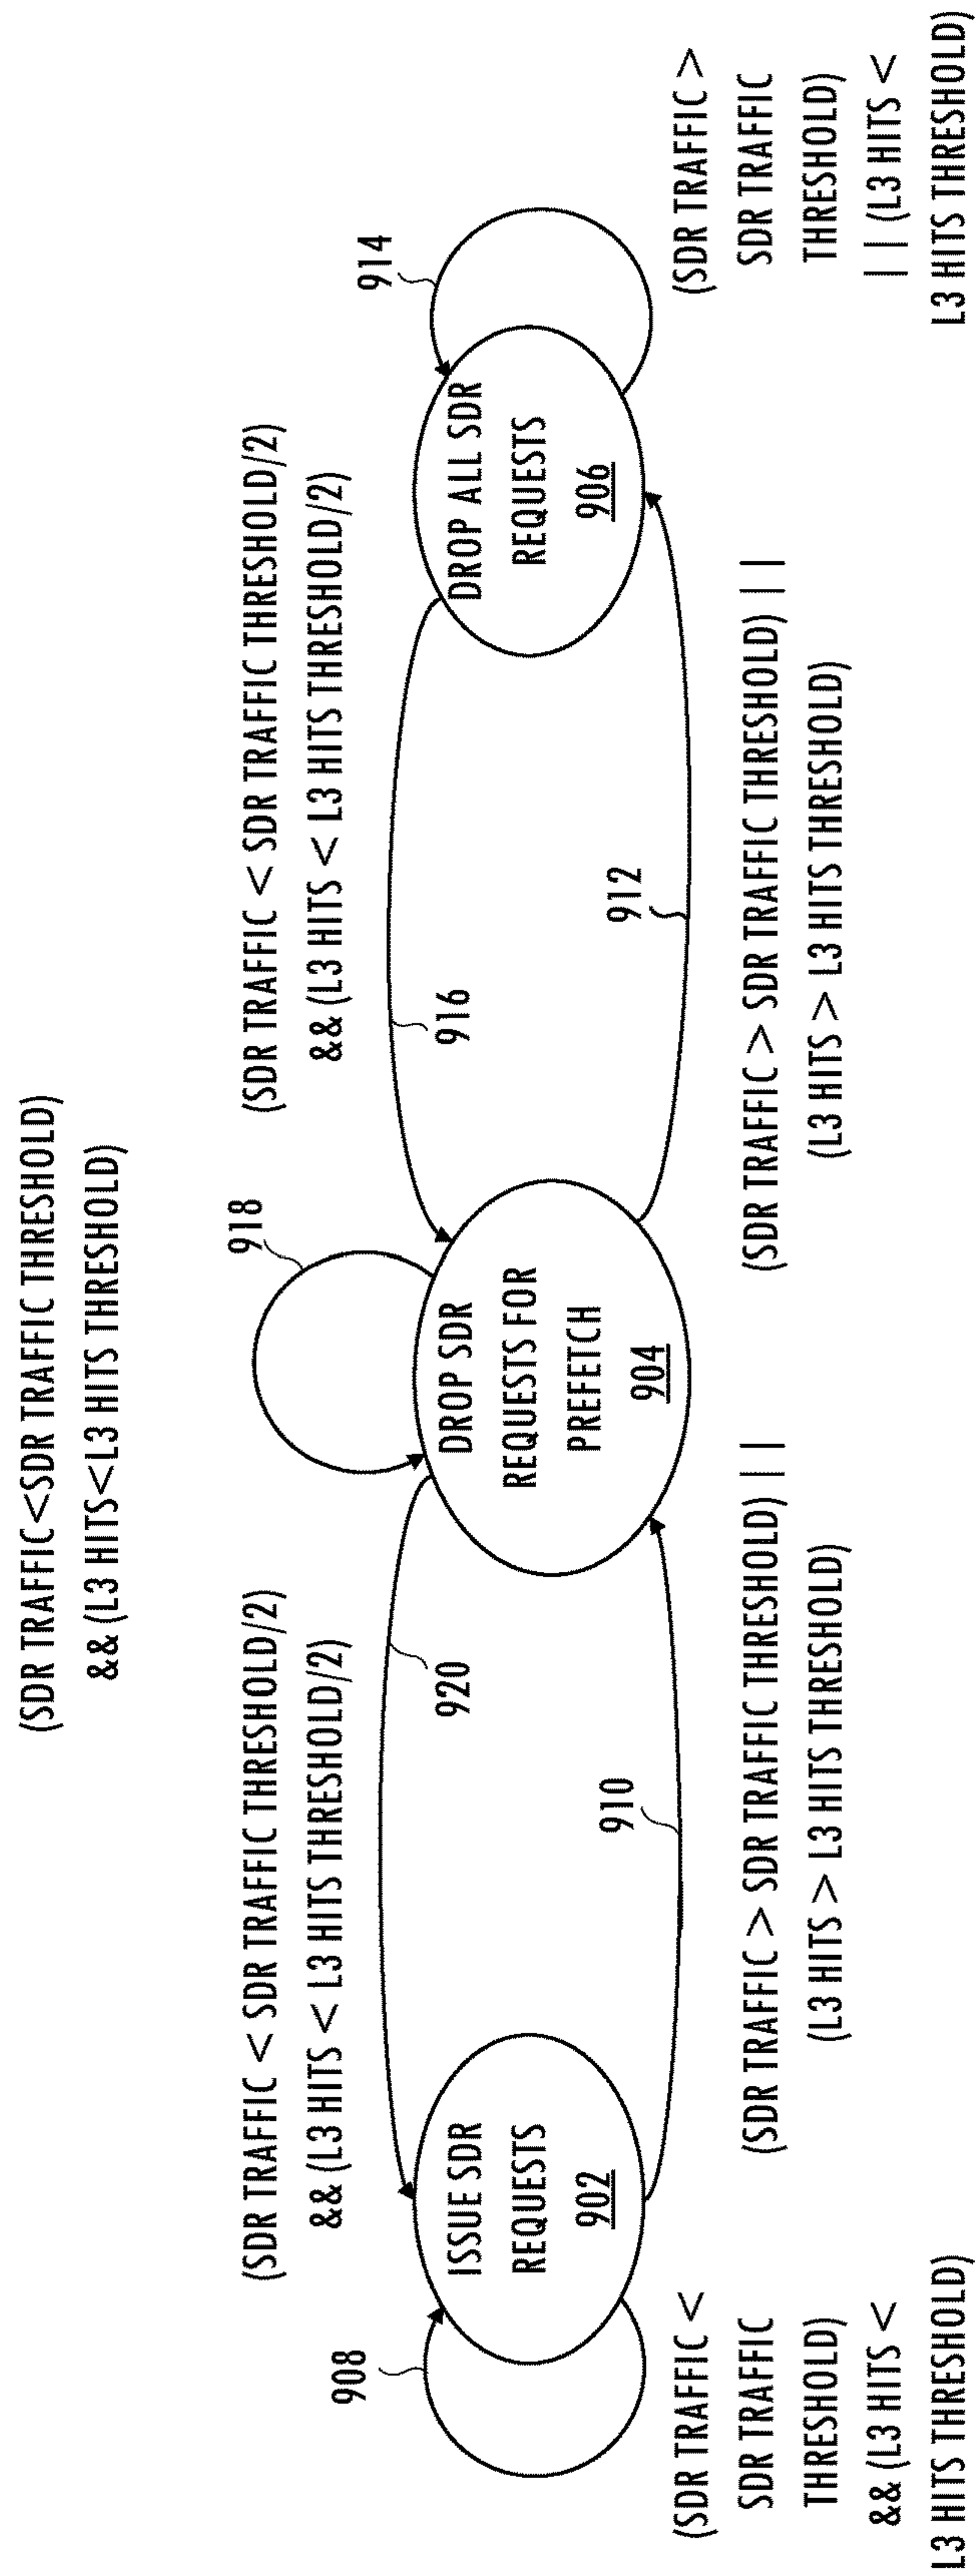 (SDR TRAFFIC<SDR TRAFFIC THRESHOLD)
&& (L3 HITS<L3 HITS THRESHOLD)
918
(SDR TRAFFIC < SDR TRAFFIC THRESHOLD/2)
&& (L3 HITS < L3 HITS THRESHOLD/2)
(SDR TRAFFIC < SDR TRAFFIC THRESHOLD/2)
&& (L3 HITS < L3 HITS THRESHOLD/2)
908
920
916
914
ISSUE SDR
REQUESTS
902
DROP SDR
REQUESTS FOR
PREFETCH
904
DROP ALL SDR
REQUESTS
906
910
912
(SDR TRAFFIC <
SDR TRAFFIC
THRESHOLD)
&& (L3 HITS <
L3 HITS THRESHOLD)
(SDR TRAFFIC > SDR TRAFFIC THRESHOLD) ||
(L3 HITS > L3 HITS THRESHOLD)
(SDR TRAFFIC > SDR TRAFFIC THRESHOLD) ||
(L3 HITS > L3 HITS THRESHOLD)
(SDR TRAFFIC >
SDR TRAFFIC
THRESHOLD)
|| (L3 HITS <
L3 HITS THRESHOLD)